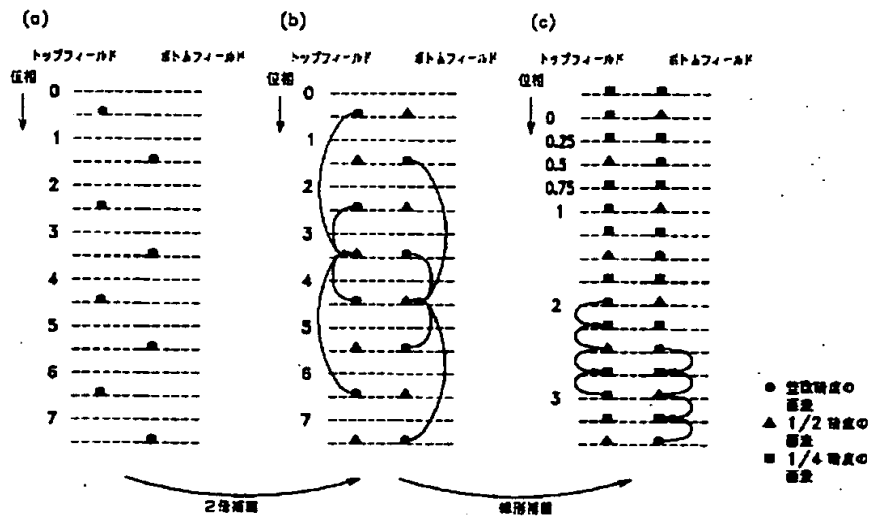 (a)
トップフィールド ボトムフィールド
位相
0
1
2
3
4
5
6
7
(b)
トップフィールド ボトムフィールド
位相
0
1
2
3
4
5
6
7
(c)
トップフィールド ボトムフィールド
位相
0
0.25
0.5
0.75
1
2
3
● 整数精度の
画素
▲ 1/2 精度の
画素
■ 1/4 精度の
画素
2倍補間
線形補間